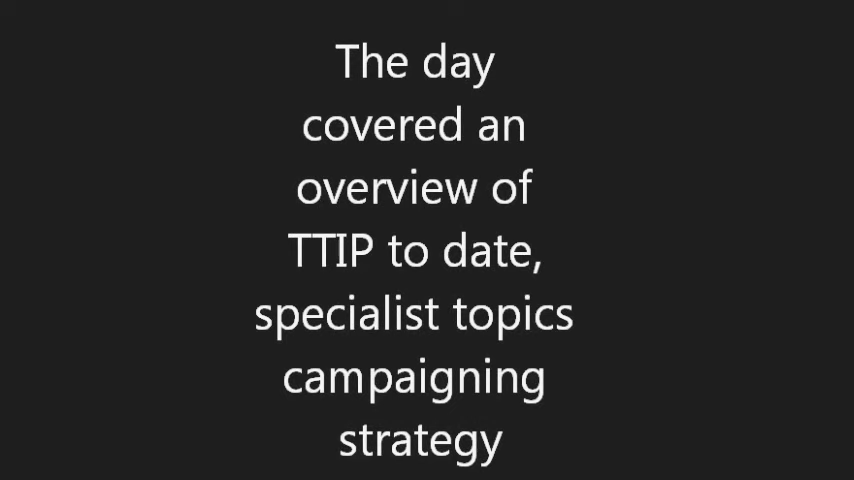 The day
covered an
overview of
TTIP to date,
specialist topics
campaigning
strategy